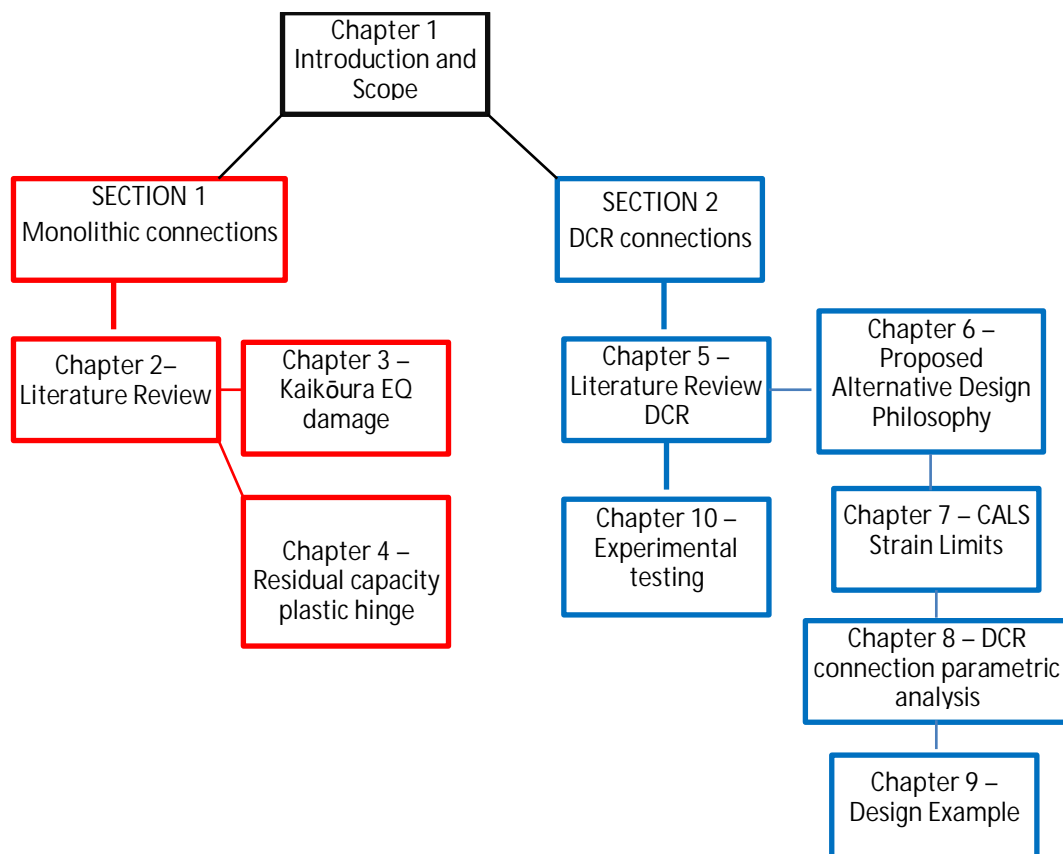 Chapter 1
Introduction and
Scope
SECTION 1
Monolithic connections
SECTION 2
DCR connections
Chapter 2–
Literature Review
Chapter 3 –
Kaikōura EQ
damage
Chapter 4 –
Residual capacity
plastic hinge
Chapter 5 –
Literature Review
DCR
Chapter 10 –
Experimental
testing
Chapter 6 –
Proposed
Alternative Design
Philosophy
Chapter 7 – CALS
Strain Limits
Chapter 8 – DCR
connection parametric
analysis
Chapter 9 –
Design Example